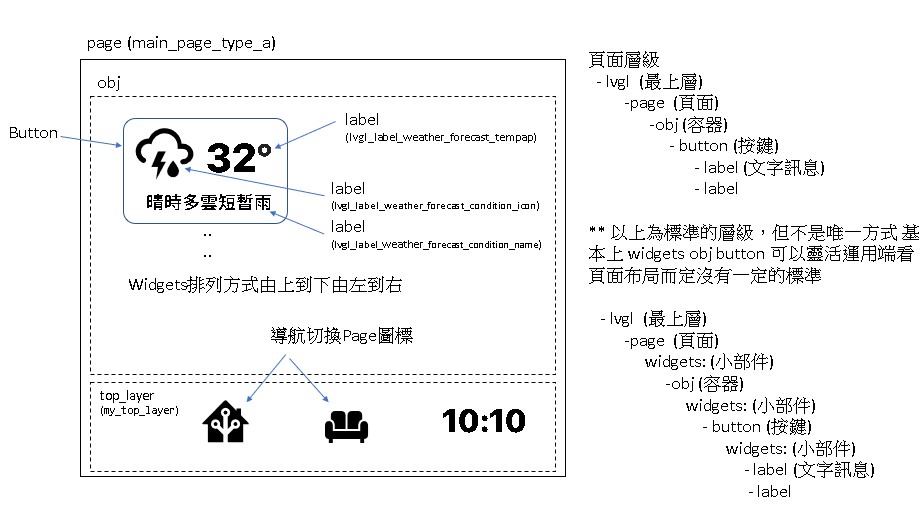 page (main_page_type_a)
obj
Button
32°
晴時多雲短暫雨
label
(lvgl_label_weather_forecast_tempap)
label
(lvgl_label_weather_forecast_condition_icon)
label
(lvgl_label_weather_forecast_condition_name)
..
..
Widgets排列方式由上到下由左到右
導航切換Page圖標
top_layer
(my_top_layer)
10:10
頁面層級
- lvgl (最上層)
-page (頁面)
-obj (容器)
- button (按鍵)
- label (文字訊息)
- label
** 以上為標準的層級，但不是唯一方式 基
本上 widgets obj button 可以靈活運用端看
頁面布局而定沒有一定的標準
- lvgl (最上層)
-page (頁面)
widgets: (小部件)
-obj (容器)
widgets: (小部件)
- button (按鍵)
widgets: (小部件)
- label (文字訊息)
- label